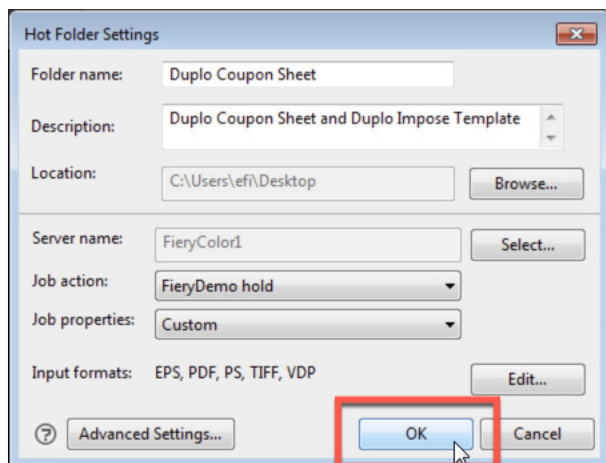 Hot Folder Settings
Folder name: Duplo Coupon Sheet
Description: Duplo Coupon Sheet and Duplo Impose Template
Location: C:\Users\efi\Desktop Browse...
Server name: FieryColor1 Select...
Job action: FieryDemo hold
Job properties: Custom
Input formats: EPS, PDF, PS, TIFF, VDP Edit...
? Advanced Settings... OK Cancel